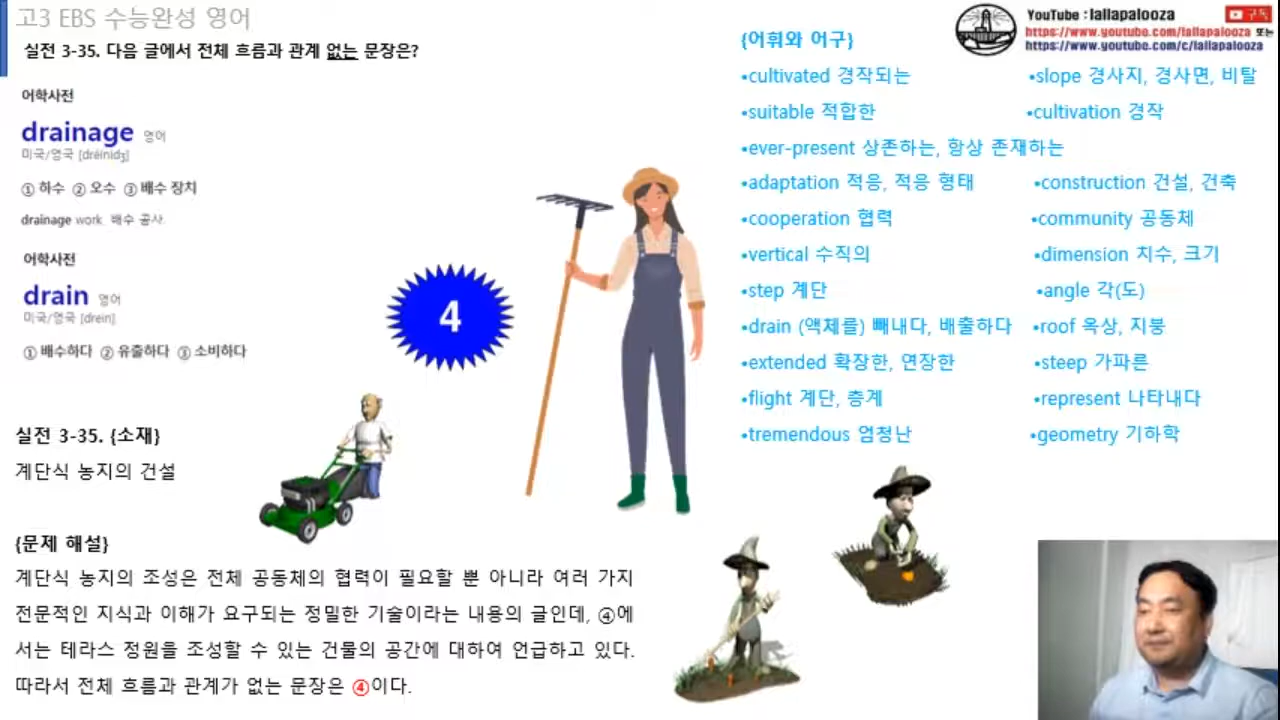 고3 EBS 수능완성 영어
실전 3-35. 다음 글에서 전체 흐름과 관계 없는 문장은?
YouTube : lallapalooza 구독
https://www.youtube.com/lallapalooza 또는
https://www.youtube.com/c/lallapalooza
어학사전
drainage 영어
미국/영국 [dréinidʒ]
① 하수 ② 오수 ③ 배수 장치
drainage work 배수 공사.
어학사전
drain 영어
미국/영국 [drein]
① 배수하다 ② 유출하다 ③ 소비하다
4
실전 3-35. {소재}
계단식 농지의 건설
{문제 해설}
계단식 농지의 조성은 전체 공동체의 협력이 필요할 뿐 아니라 여러 가지
전문적인 지식과 이해가 요구되는 정밀한 기술이라는 내용의 글인데, ④에
서는 테라스 정원을 조성할 수 있는 건물의 공간에 대하여 언급하고 있다.
따라서 전체 흐름과 관계가 없는 문장은 ④이다.
{어휘와 어구}
•cultivated 경작되는 •slope 경사지, 경사면, 비탈
•suitable 적합한 •cultivation 경작
•ever-present 상존하는, 항상 존재하는
•adaptation 적응, 적응 형태 •construction 건설, 건축
•cooperation 협력 •community 공동체
•vertical 수직의 •dimension 치수, 크기
•step 계단 •angle 각(도)
•drain (액체를) 빼내다, 배출하다 •roof 옥상, 지붕
•extended 확장한, 연장한 •steep 가파른
•flight 계단, 층계 •represent 나타내다
•tremendous 엄청난 •geometry 기하학